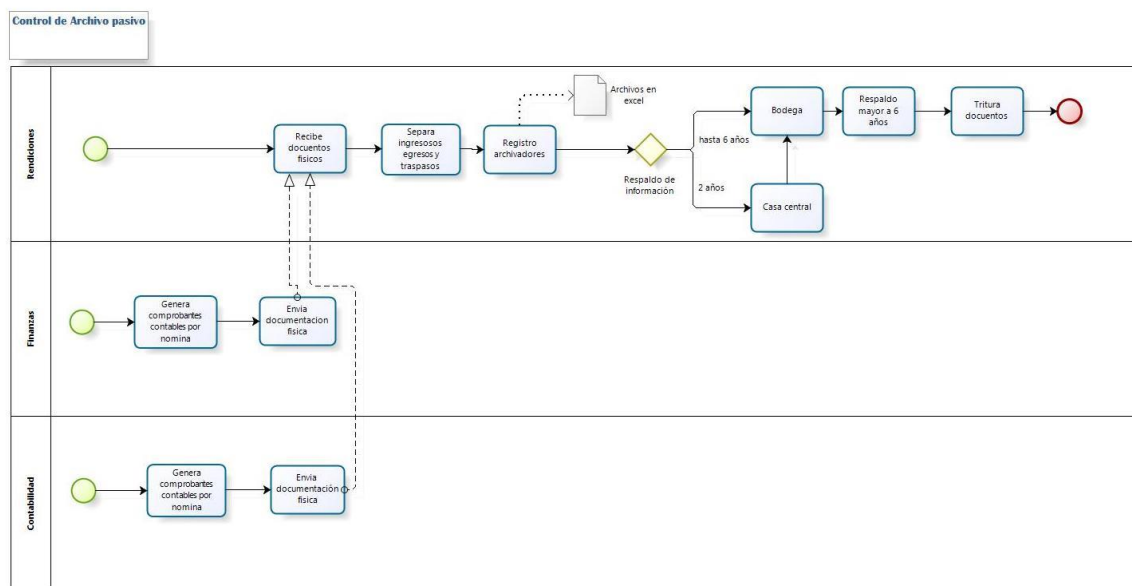 Control de Archivo pasivo
Rendiciones
Recibe
docuentos
fisicos
Separa
ingresosos
egresos y
traspasos
Registro
archivadores
Archivos en
excel
Respaldo de
información
hasta 6 años
2 años
Bodega
Casa central
Respaldo
mayor a 6
años
Tritura
docuentos
Finanzas
Genera
comprobantes
contables por
nomina
Envia
documentacion
fisica
Contabilidad
Genera
comprobantes
contables por
nomina
Envia
documentación
fisica